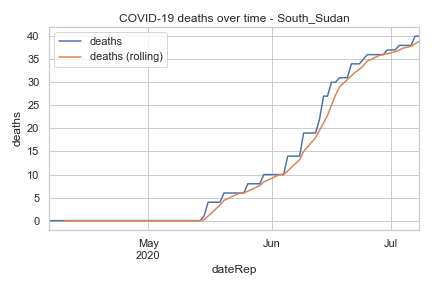 COVID-19 deaths over time - South_Sudan
deaths
deaths (rolling)
40
35
30
25
20
15
10
5
0
deaths
May
2020
Jun
Jul
dateRep